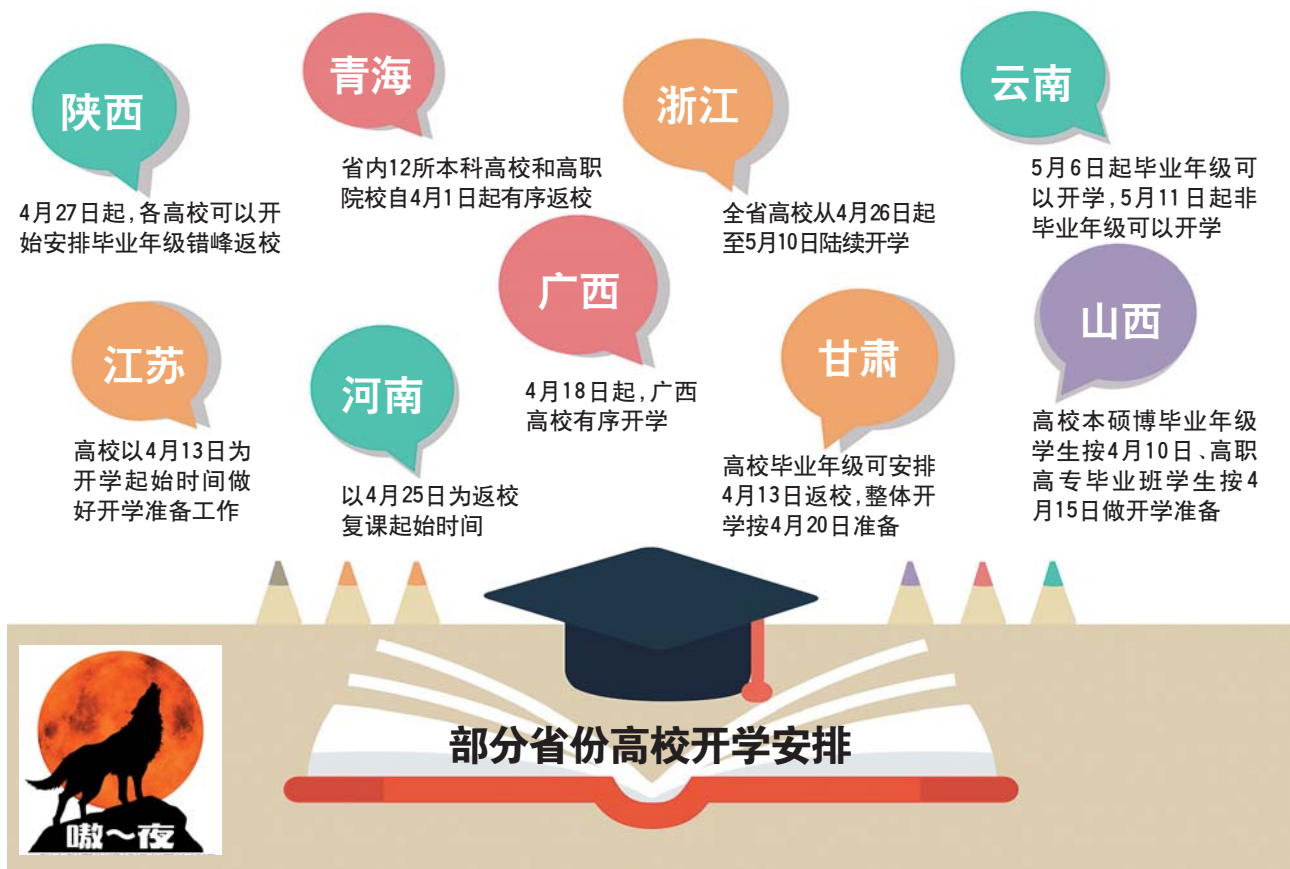 陕西
4月27日起,各高校可以开
始安排毕业年级错峰返校
青海
省内12所本科高校和高职
院校自4月1日起有序返校
浙江
全省高校从4月26日起
至5月10日陆续开学
云南
5月6日起毕业年级可
以开学,5月11日起非
毕业年级可以开学
江苏
高校以4月13日为
开学起始时间做
好开学准备工作
河南
以4月25日为返校
复课起始时间
广西
4月18日起,广西
高校有序开学
甘肃
高校毕业年级可安排
4月13日返校,整体开
学按4月20日准备
山西
高校本硕博毕业年级
学生按4月10日、高职
高专毕业班学生按4
月15日做开学准备
部分省份高校开学安排
嗷～夜